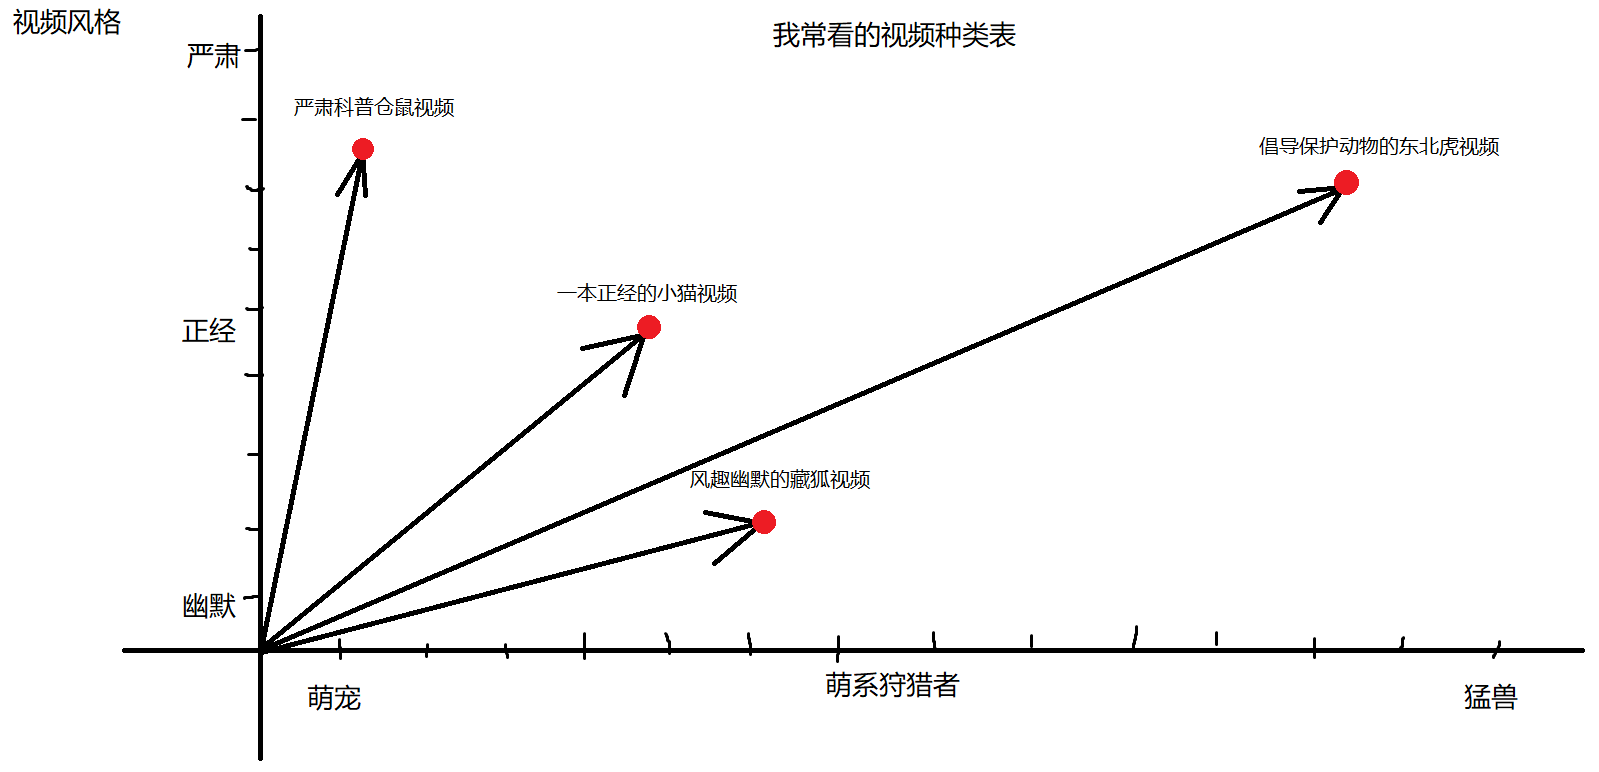 视频风格
我常看的视频种类表
严肃
严肃科普仓鼠视频
倡导保护动物的东北虎视频
一本正经的小猫视频
正经
风趣幽默的藏狐视频
幽默
萌宠
萌系狩猎者
猛兽